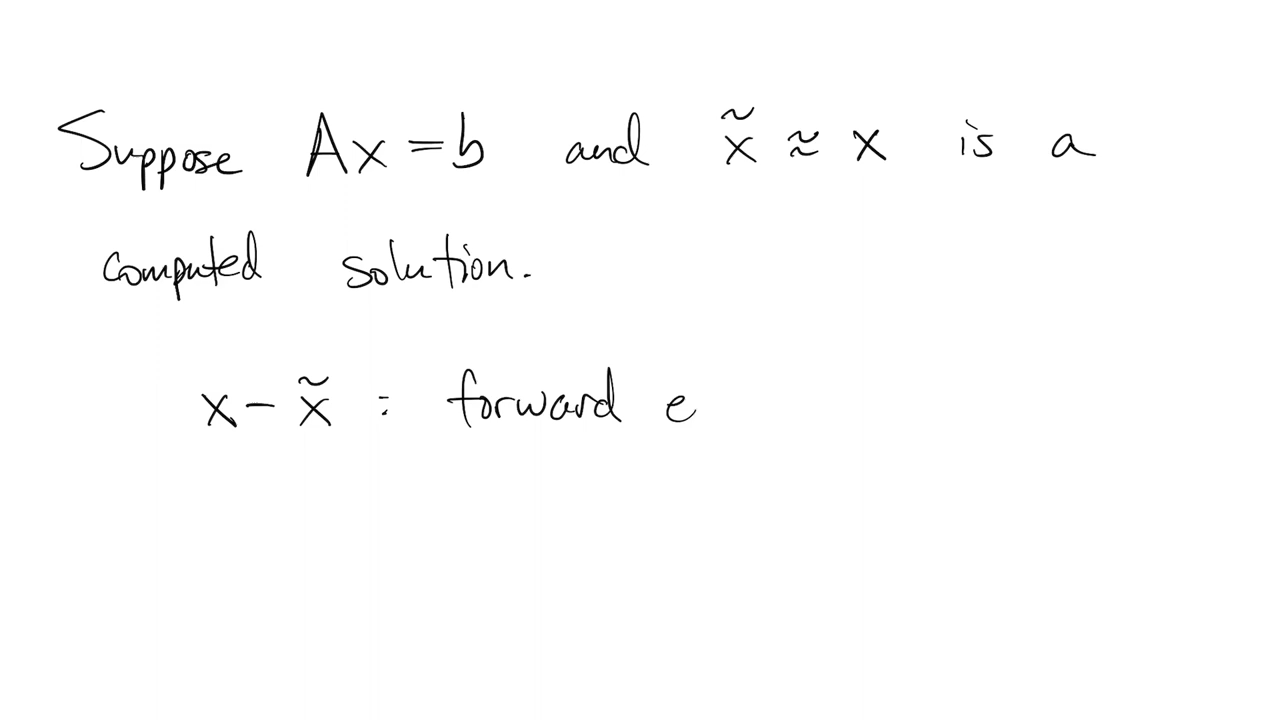 Suppose Ax = b and x̃ ≈ x is a
computed solution.
x - x̃ : forward e